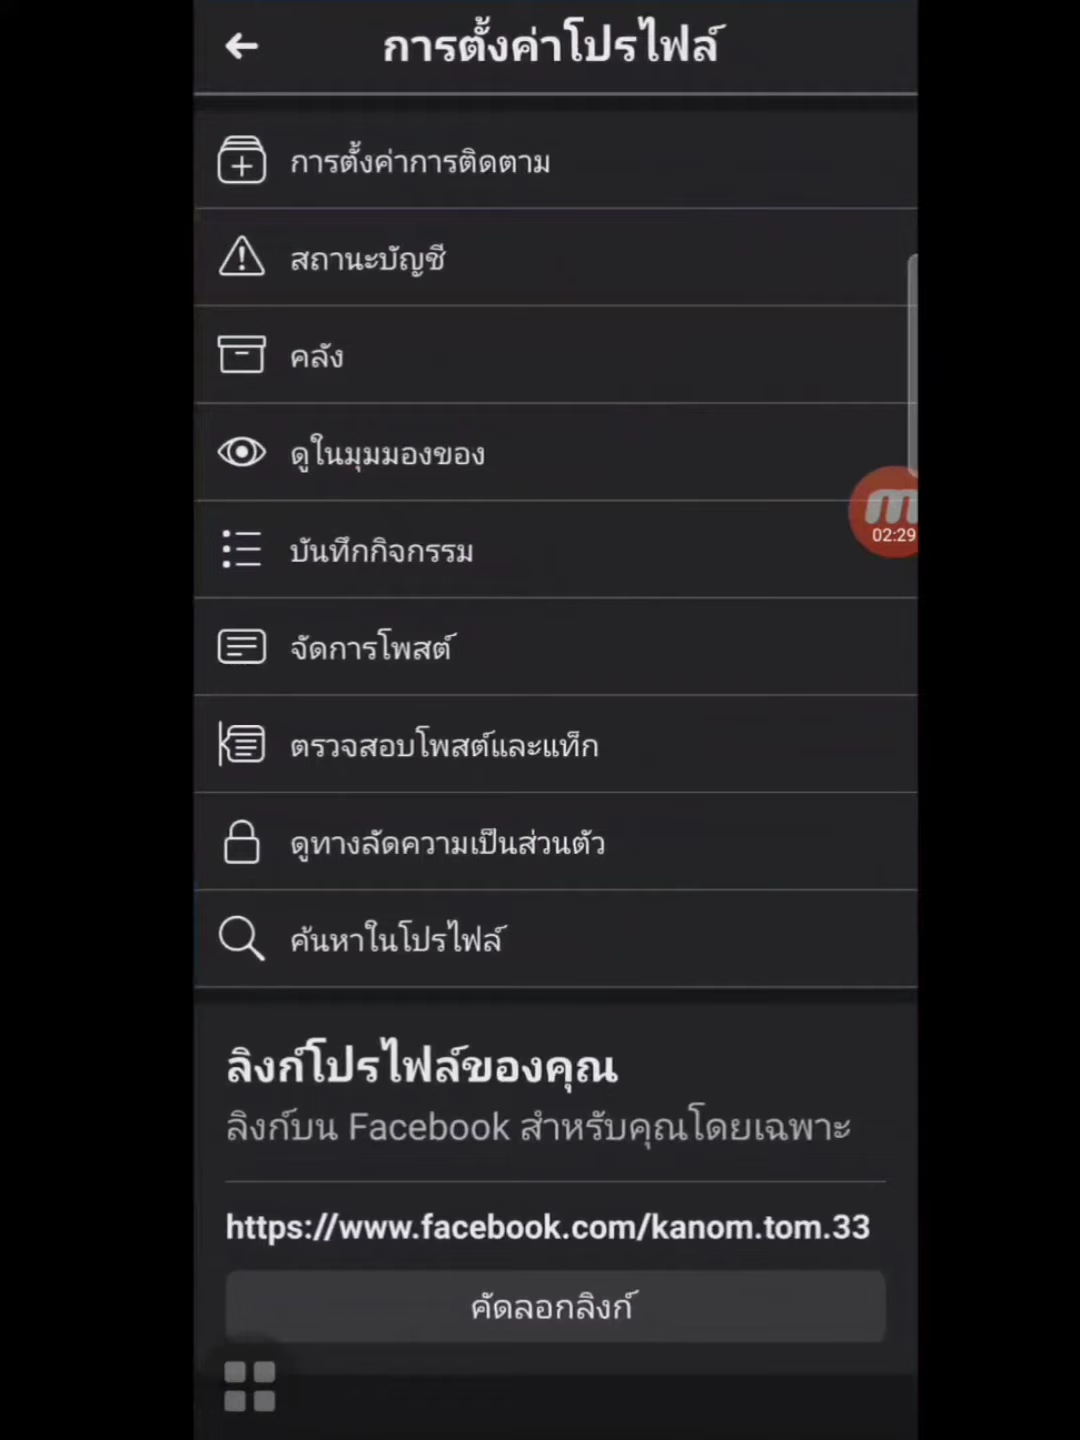 การตั้งค่าโปรไฟล์
การตั้งค่าการติดตาม
สถานะบัญชี
คลัง
ดูในมุมมองของ
m
02:29
บันทึกกิจกรรม
จัดการโพสต์
ตรวจสอบโพสต์และแท็ก
ดูทางลัดความเป็นส่วนตัว
ค้นหาในโปรไฟล์
ลิงก์โปรไฟล์ของคุณ
ลิงก์บน Facebook สำหรับคุณโดยเฉพาะ
https://www.facebook.com/kanom.tom.33
คัดลอกลิงก์